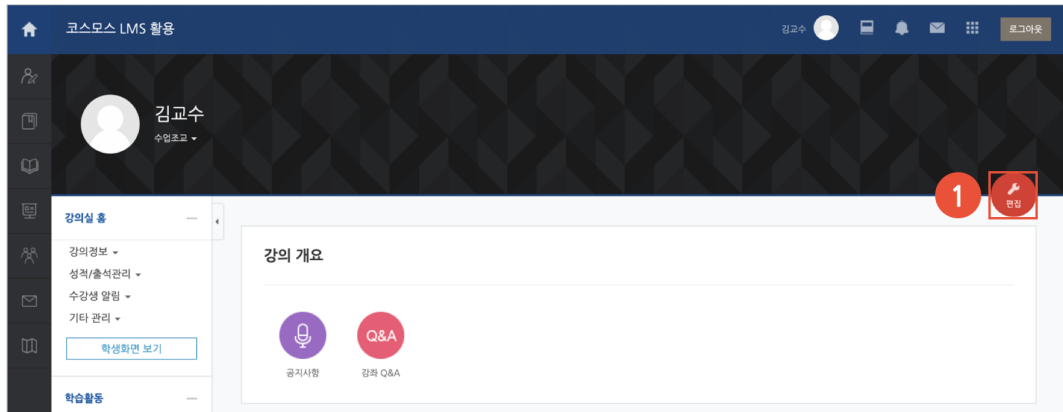 코스모스 LMS 활용
김교수
로그아웃
김교수
수업조교
1
편집
강의실 홈
강의정보
성적/출석관리
수강생 알림
기타 관리
학생화면 보기
학습활동
강의 개요
Q&A
공지사항
강좌 Q&A